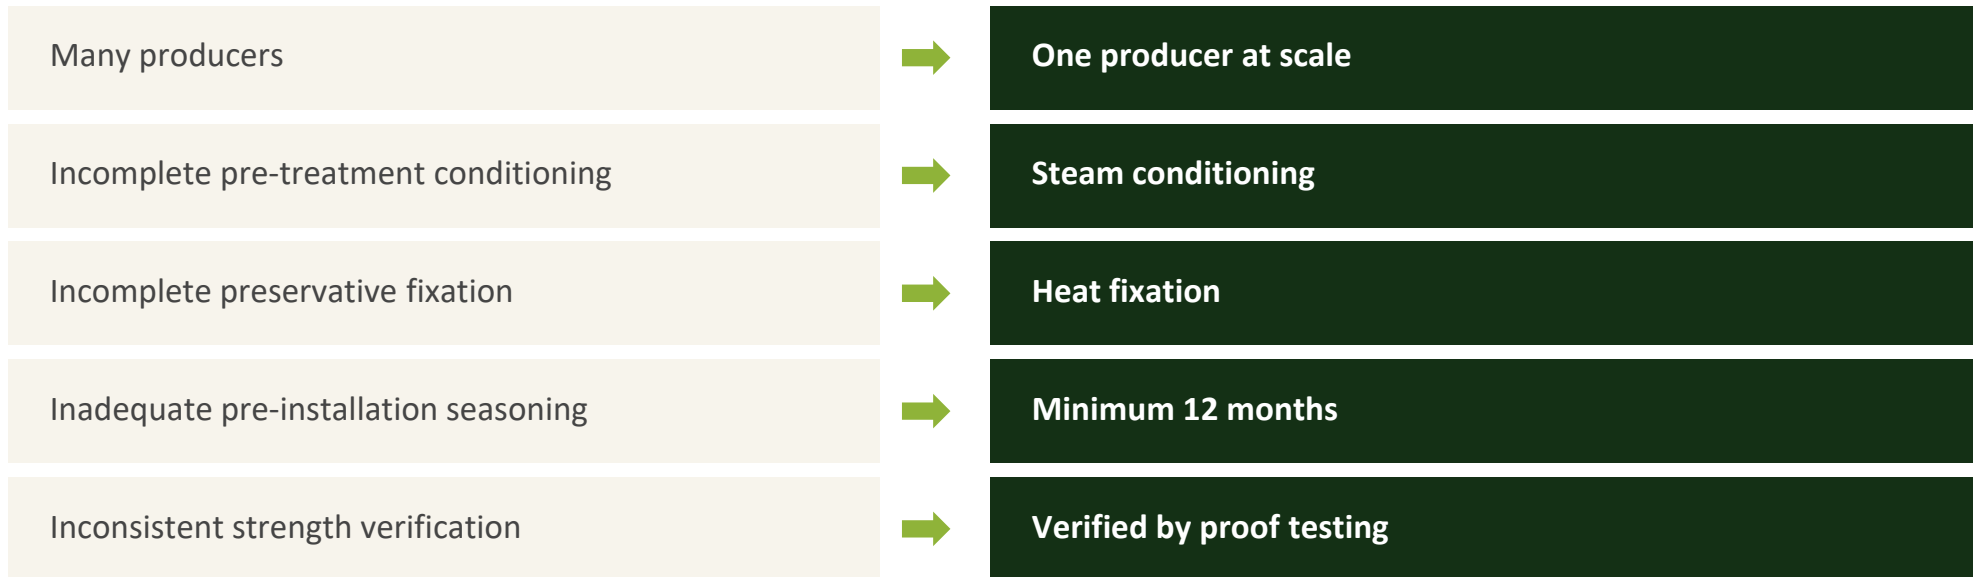 Many producers
One producer at scale
Incomplete pre-treatment conditioning
Steam conditioning
Incomplete preservative fixation
Heat fixation
Inadequate pre-installation seasoning
Minimum 12 months
Inconsistent strength verification
Verified by proof testing